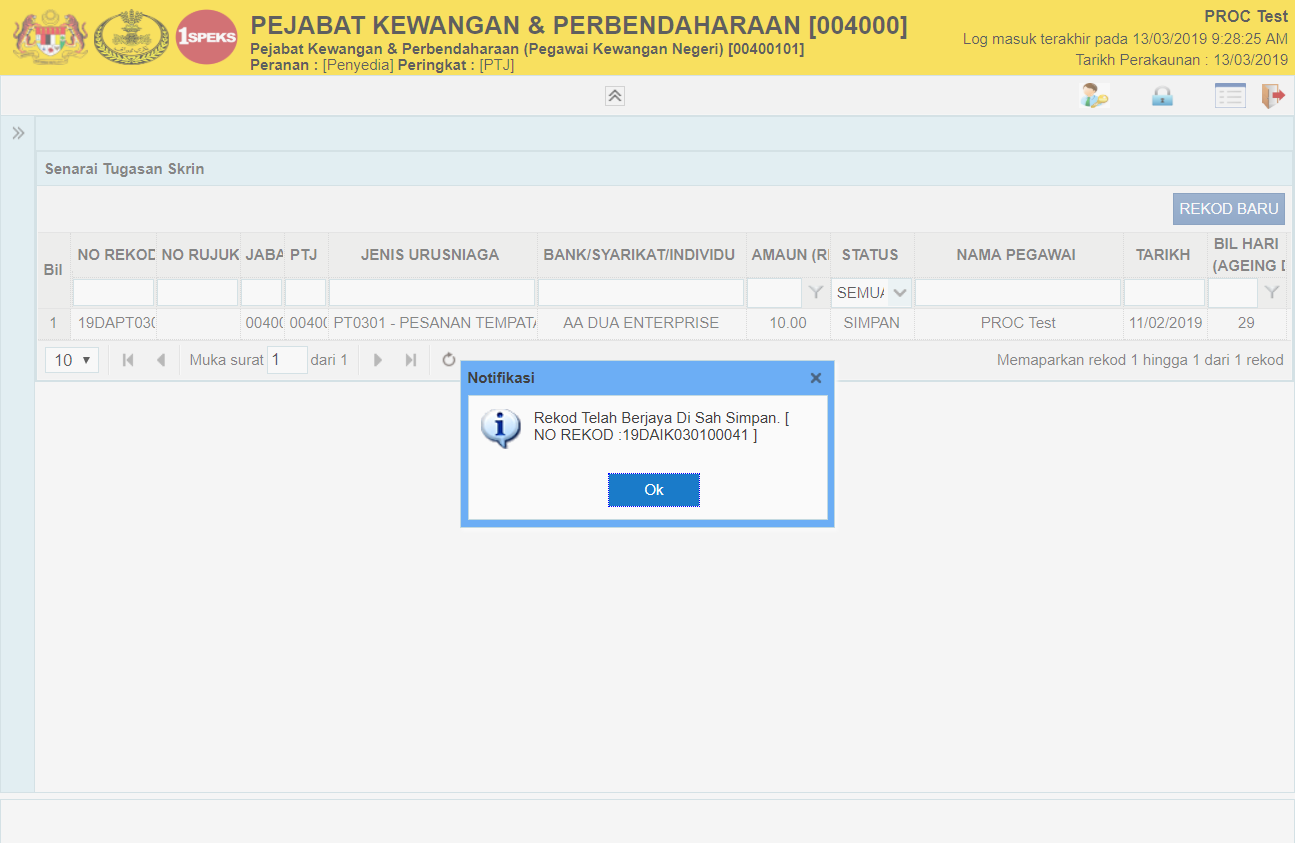 1SPEKS
PEJABAT KEWANGAN & PERBENDAHARAAN [004000]
Pejabat Kewangan & Perbendaharaan (Pegawai Kewangan Negeri) [00400101]
Peranan : [Penyedia] Peringkat : [PTJ]
PROC Test
Log masuk terakhir pada 13/03/2019 9:28:25 AM
Tarikh Perakaunan : 13/03/2019
Senarai Tugasan Skrin
REKOD BARU
Bil NO REKOD NO RUJUK JABA PTJ JENIS URUSNIAGA BANK/SYARIKAT/INDIVIDU AMAUN (R STATUS NAMA PEGAWAI TARIKH BIL HARI
(AGEING D
SEMUA
1 19DAPT030 0040 0040 PT0301 - PESANAN TEMPATA AA DUA ENTERPRISE 10.00 SIMPAN PROC Test 11/02/2019 29
10 Muka surat 1 dari 1 Memaparkan rekod 1 hingga 1 dari 1 rekod
Notifikasi
Rekod Telah Berjaya Di Sah Simpan. [
NO REKOD :19DAIK030100041 ]
Ok